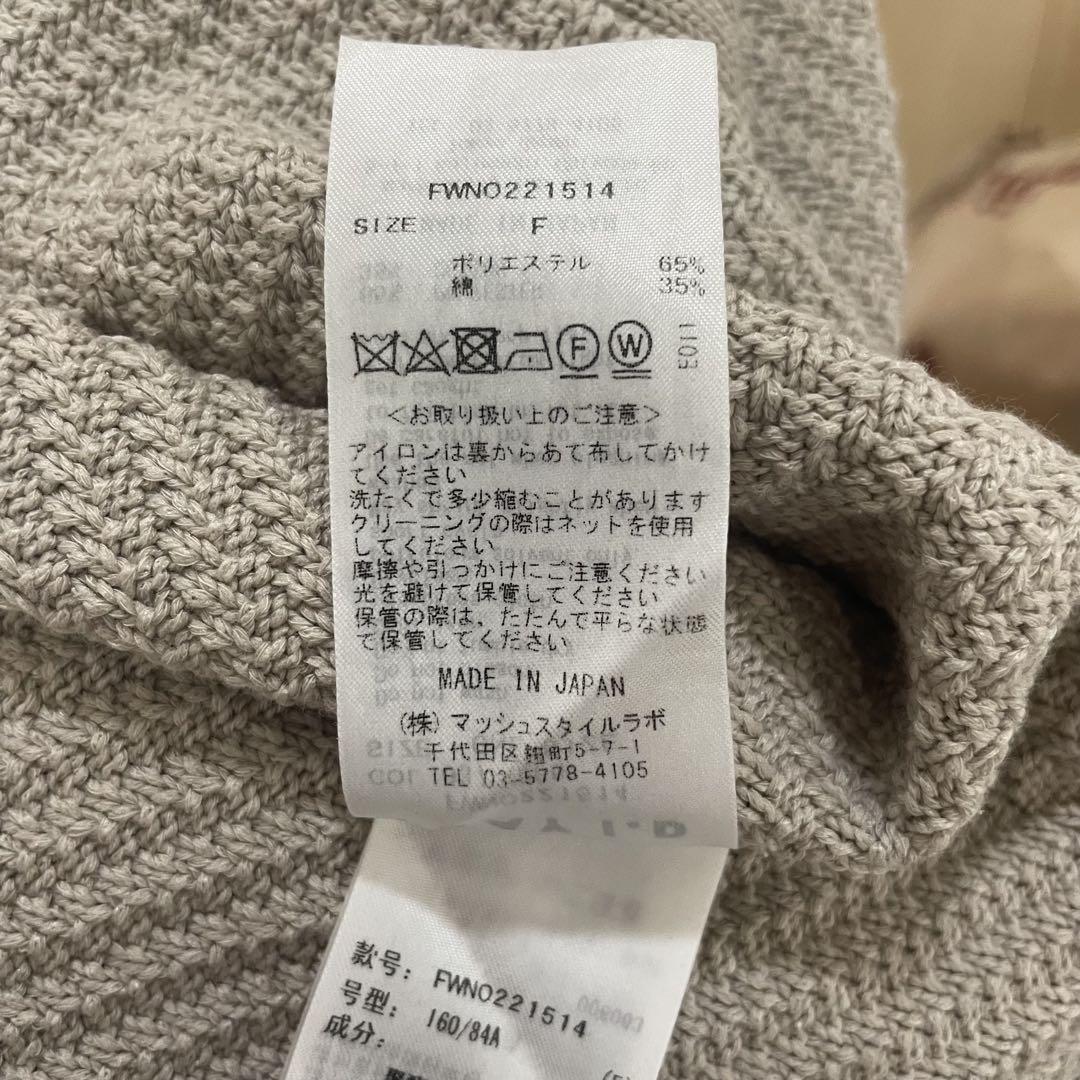 FWNO221514
SIZE F
ポリエステル 65%
綿 35%
F W
E011
<お取り扱い上のご注意>
アイロンは裏からあて布してかけ
てください
洗たくで多少縮むことがあります
クリーニングの際はネットを使用
してください
摩擦や引っかけにご注意ください
光を避けて保管してください
保管の際は、たたんで平らな状態
で保管してください
MADE IN JAPAN
(株)マッシュスタイルラボ
千代田区麹町5-7-1
TEL 03-5778-4105
款号: FWNO221514
号型: 160/84A
成分: